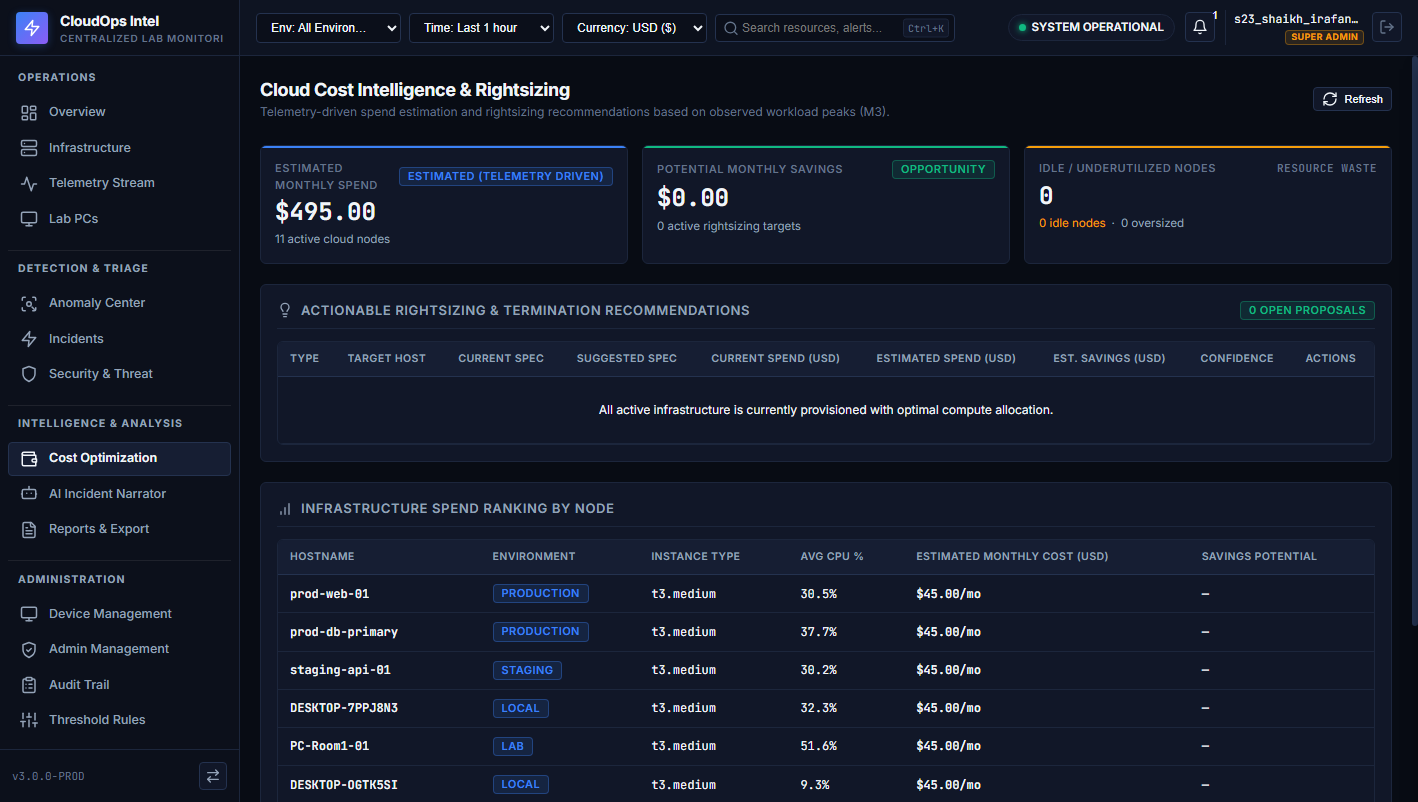 CloudOps Intel
CENTRALIZED LAB MONITORI
Env: All Environ...
Time: Last 1 hour
Currency: USD ($)
Search resources, alerts...
Ctrl+K
SYSTEM OPERATIONAL
1
s23_shaikh_irafan…
SUPER ADMIN
OPERATIONS
Overview
Infrastructure
Telemetry Stream
Lab PCs
DETECTION & TRIAGE
Anomaly Center
Incidents
Security & Threat
INTELLIGENCE & ANALYSIS
Cost Optimization
AI Incident Narrator
Reports & Export
ADMINISTRATION
Device Management
Admin Management
Audit Trail
Threshold Rules
v3.0.0-PROD
Cloud Cost Intelligence & Rightsizing
Telemetry-driven spend estimation and rightsizing recommendations based on observed workload peaks (M3).
Refresh
ESTIMATED
MONTHLY SPEND
ESTIMATED (TELEMETRY DRIVEN)
$495.00
11 active cloud nodes
POTENTIAL MONTHLY SAVINGS
OPPORTUNITY
$0.00
0 active rightsizing targets
IDLE / UNDERUTILIZED NODES
RESOURCE WASTE
0
0 idle nodes · 0 oversized
ACTIONABLE RIGHTSIZING & TERMINATION RECOMMENDATIONS
0 OPEN PROPOSALS
TYPE TARGET HOST CURRENT SPEC SUGGESTED SPEC CURRENT SPEND (USD) ESTIMATED SPEND (USD) EST. SAVINGS (USD) CONFIDENCE ACTIONS
All active infrastructure is currently provisioned with optimal compute allocation.
INFRASTRUCTURE SPEND RANKING BY NODE
HOSTNAME ENVIRONMENT INSTANCE TYPE AVG CPU % ESTIMATED MONTHLY COST (USD) SAVINGS POTENTIAL
prod-web-01 PRODUCTION t3.medium 30.5% $45.00/mo —
prod-db-primary PRODUCTION t3.medium 37.7% $45.00/mo —
staging-api-01 STAGING t3.medium 30.2% $45.00/mo —
DESKTOP-7PPJ8N3 LOCAL t3.medium 32.3% $45.00/mo —
PC-Room1-01 LAB t3.medium 51.6% $45.00/mo —
DESKTOP-OGTK5SI LOCAL t3.medium 9.3% $45.00/mo —